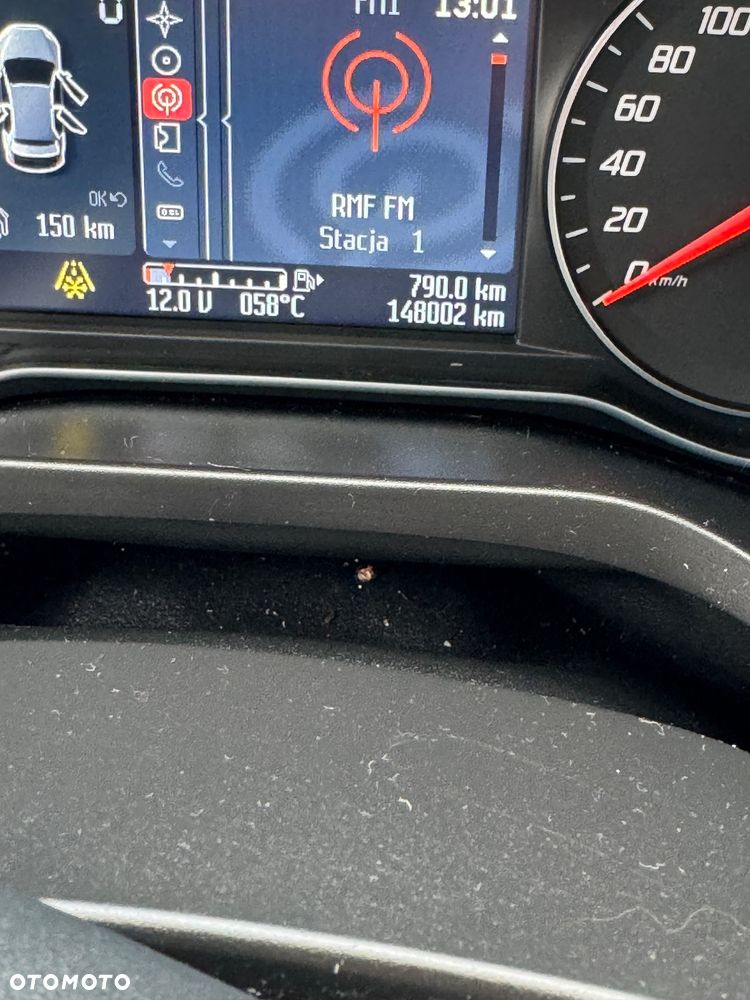 FM1 13:01
100
80
60
40
20
0 km/h
OK
150 km
RMF FM
Stacja 1
12.0 V 058°C
790.0 km
148002 km
OTOMOTO